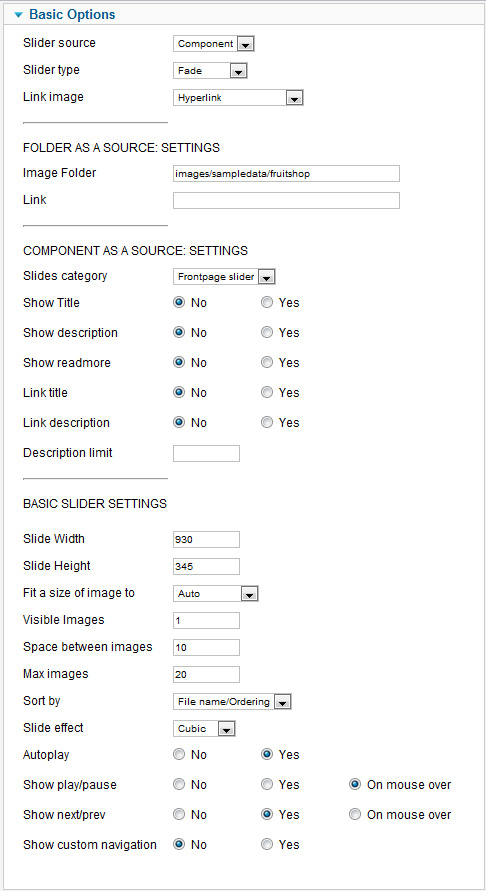 Basic Options
Slider source Component
Slider type Fade
Link image Hyperlink
FOLDER AS A SOURCE: SETTINGS
Image Folder images/sampledata/fruitshop
Link
COMPONENT AS A SOURCE: SETTINGS
Slides category Frontpage slider
Show Title No Yes
Show description No Yes
Show readmore No Yes
Link title No Yes
Link description No Yes
Description limit
BASIC SLIDER SETTINGS
Slide Width 930
Slide Height 345
Fit a size of image to Auto
Visible Images 1
Space between images 10
Max images 20
Sort by File name/Ordering
Slide effect Cubic
Autoplay No Yes
Show play/pause No Yes On mouse over
Show next/prev No Yes On mouse over
Show custom navigation No Yes